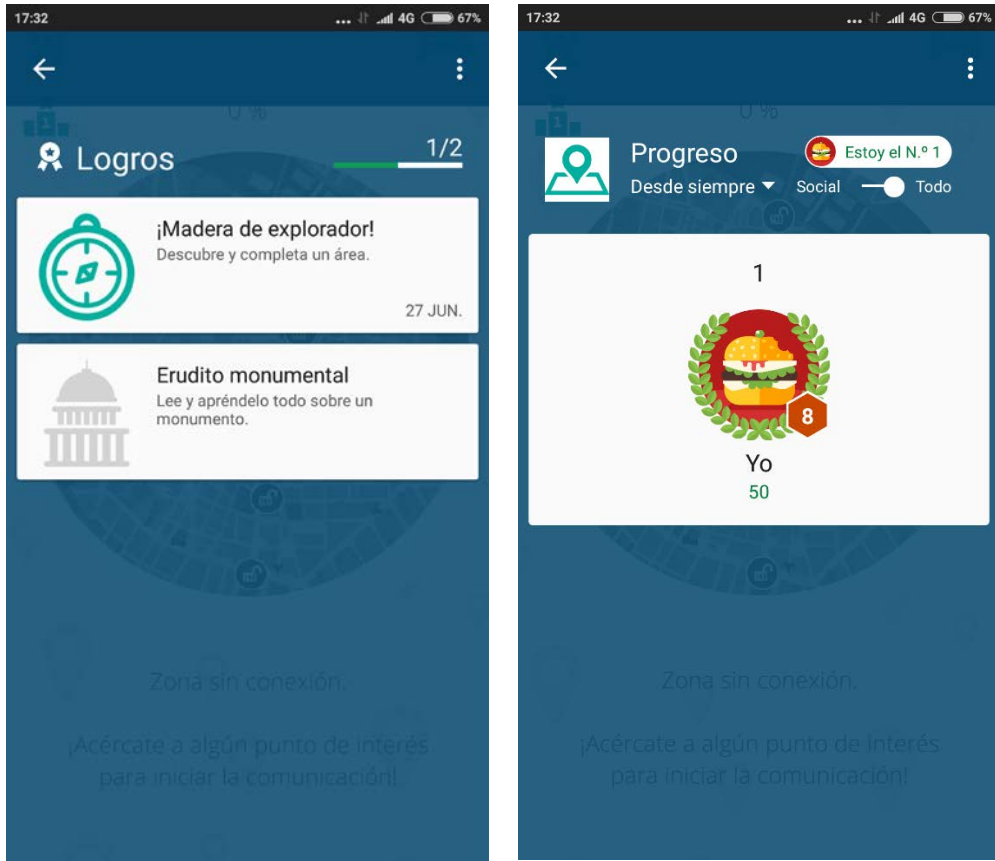 17:32
... 4G 67%
1
0 %
Logros
1/2
¡Madera de explorador!
Descubre y completa un área.
27 JUN.
Erudito monumental
Lee y apréndelo todo sobre un
monumento.
Zona sin conexión.
¡Acércate a algún punto de interés
para iniciar la comunicación!
17:32
... 4G 67%
1
0 %
Progreso
Estoy el N.º 1
Desde siempre
Social
Todo
1
8
Yo
50
Zona sin conexión.
¡Acércate a algún punto de interés
para iniciar la comunicación!